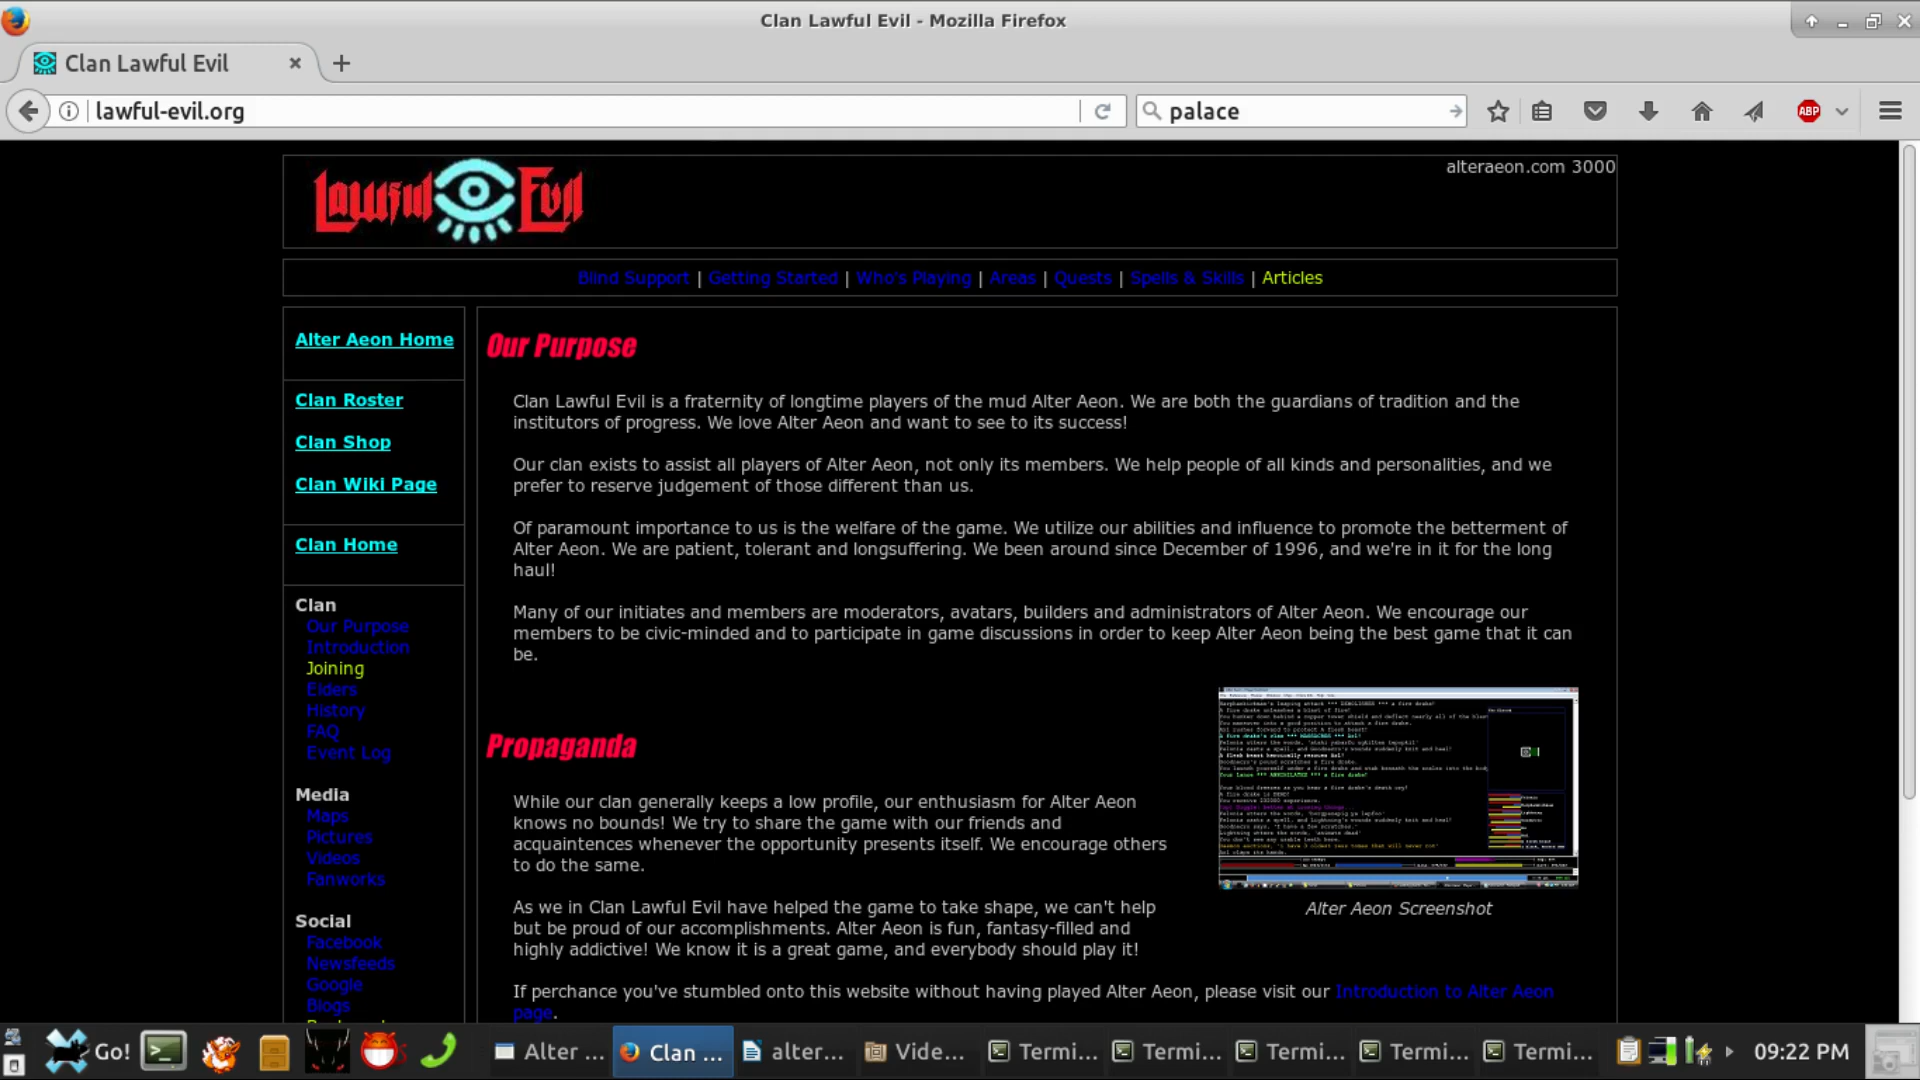 Clan Lawful Evil - Mozilla Firefox
Clan Lawful Evil
lawful-evil.org
palace
ABP
Lawful Evil
alteraeon.com 3000
Blind Support | Getting Started | Who's Playing | Areas | Quests | Spells & Skills | Articles
Alter Aeon Home
Clan Roster
Clan Shop
Clan Wiki Page
Clan Home
Clan
Our Purpose
Introduction
Joining
Elders
History
FAQ
Event Log
Media
Maps
Pictures
Videos
Fanworks
Social
Facebook
Newsfeeds
Google
Blogs
Our Purpose
Clan Lawful Evil is a fraternity of longtime players of the mud Alter Aeon. We are both the guardians of tradition and the
institutors of progress. We love Alter Aeon and want to see to its success!
Our clan exists to assist all players of Alter Aeon, not only its members. We help people of all kinds and personalities, and we
prefer to reserve judgement of those different than us.
Of paramount importance to us is the welfare of the game. We utilize our abilities and influence to promote the betterment of
Alter Aeon. We are patient, tolerant and longsuffering. We been around since December of 1996, and we're in it for the long
haul!
Many of our initiates and members are moderators, avatars, builders and administrators of Alter Aeon. We encourage our
members to be civic-minded and to participate in game discussions in order to keep Alter Aeon being the best game that it can
be.
Propaganda
While our clan generally keeps a low profile, our enthusiasm for Alter Aeon
knows no bounds! We try to share the game with our friends and
acquaintences whenever the opportunity presents itself. We encourage others
to do the same.
As we in Clan Lawful Evil have helped the game to take shape, we can't help
but be proud of our accomplishments. Alter Aeon is fun, fantasy-filled and
highly addictive! We know it is a great game, and everybody should play it!
If perchance you've stumbled onto this website without having played Alter Aeon, please visit our Introduction to Alter Aeon
page.
Alter Aeon Screenshot
Go!
Alter ...
Clan ...
alter...
Vide...
Termi...
Termi...
Termi...
Termi...
Termi...
09:22 PM